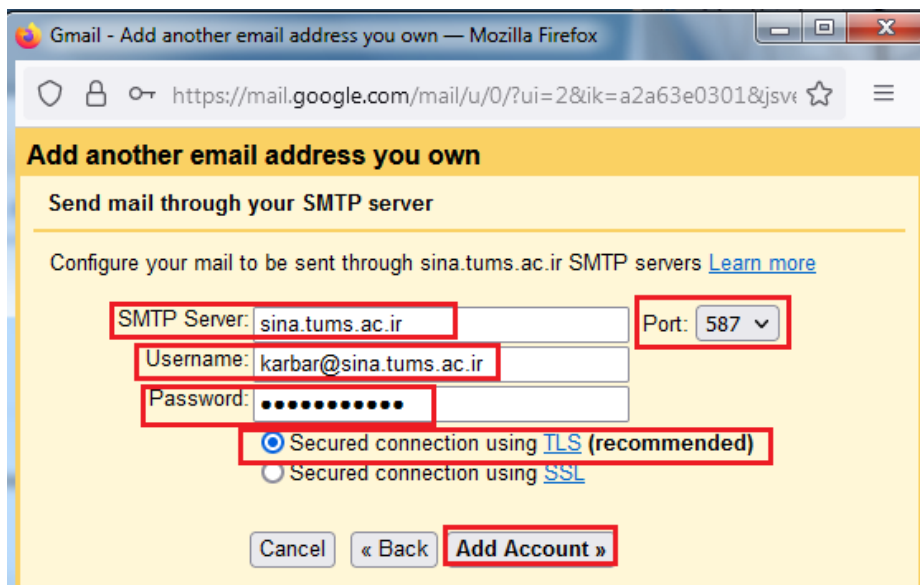 Gmail - Add another email address you own — Mozilla Firefox
https://mail.google.com/mail/u/0/?ui=2&ik=a2a63e0301&jsve
Add another email address you own
Send mail through your SMTP server
Configure your mail to be sent through sina.tums.ac.ir SMTP servers Learn more
SMTP Server: sina.tums.ac.ir Port: 587
Username: karbar@sina.tums.ac.ir
Password: •••••••••••
Secured connection using TLS (recommended)
Secured connection using SSL
Cancel « Back Add Account »